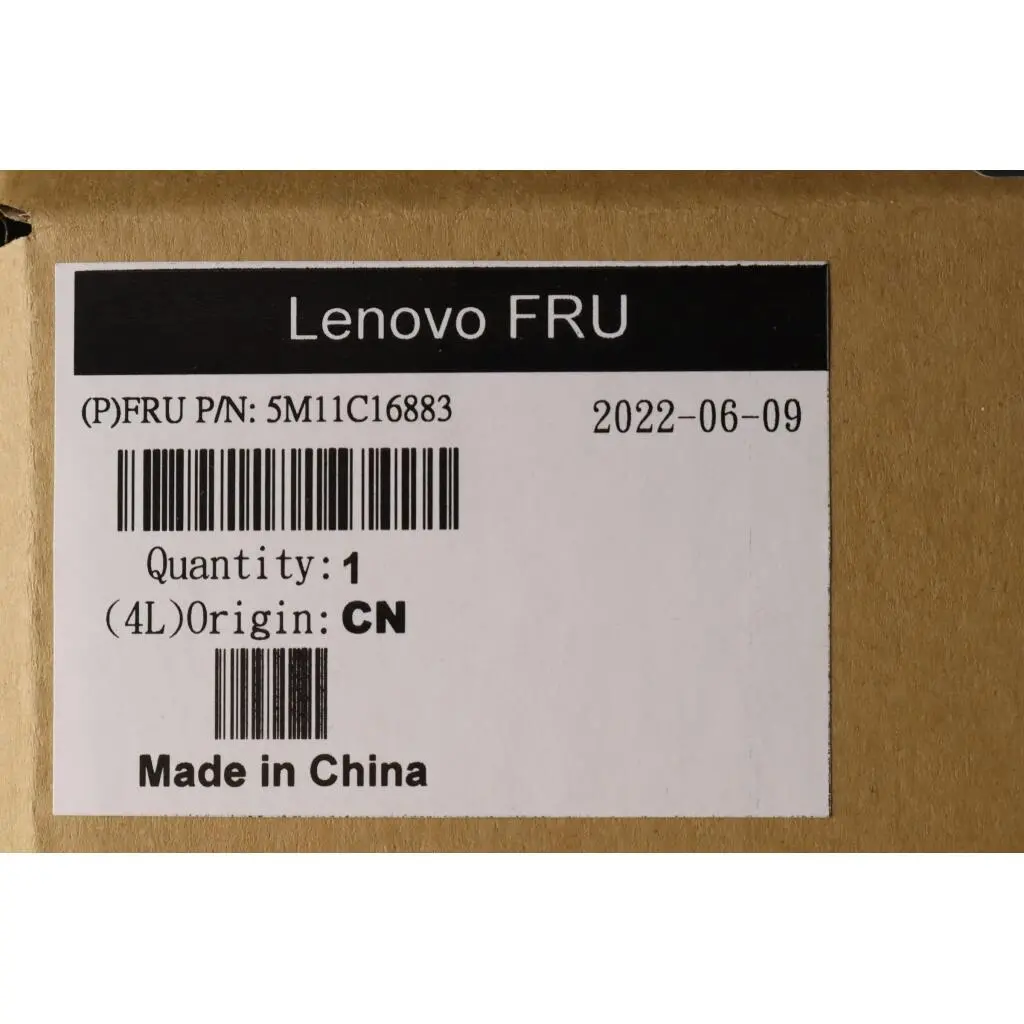 Lenovo FRU
(P)FRU P/N: 5M11C16883
2022-06-09
Quantity: 1
(4L)Origin: CN
Made in China